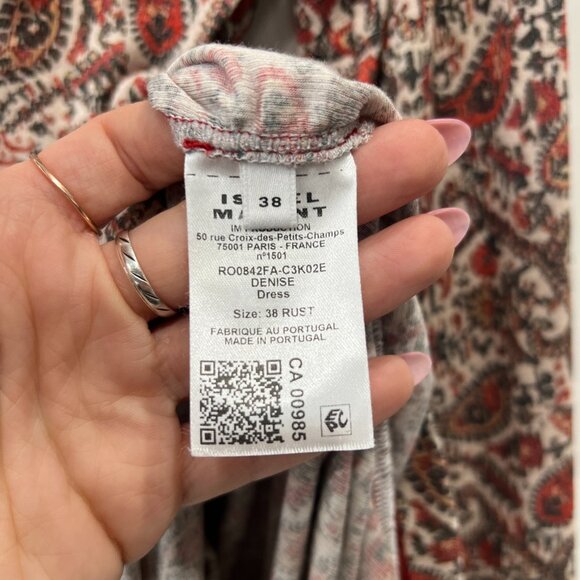 38
IS EL
MA NT
IM PRODUCTION
50 rue Croix-des-Petits-Champs
75001 PARIS - FRANCE
n°1501
RO0842FA-C3K02E
DENISE
Dress
Size: 38 RUST
FABRIQUE AU PORTUGAL
MADE IN PORTUGAL
CA 00985